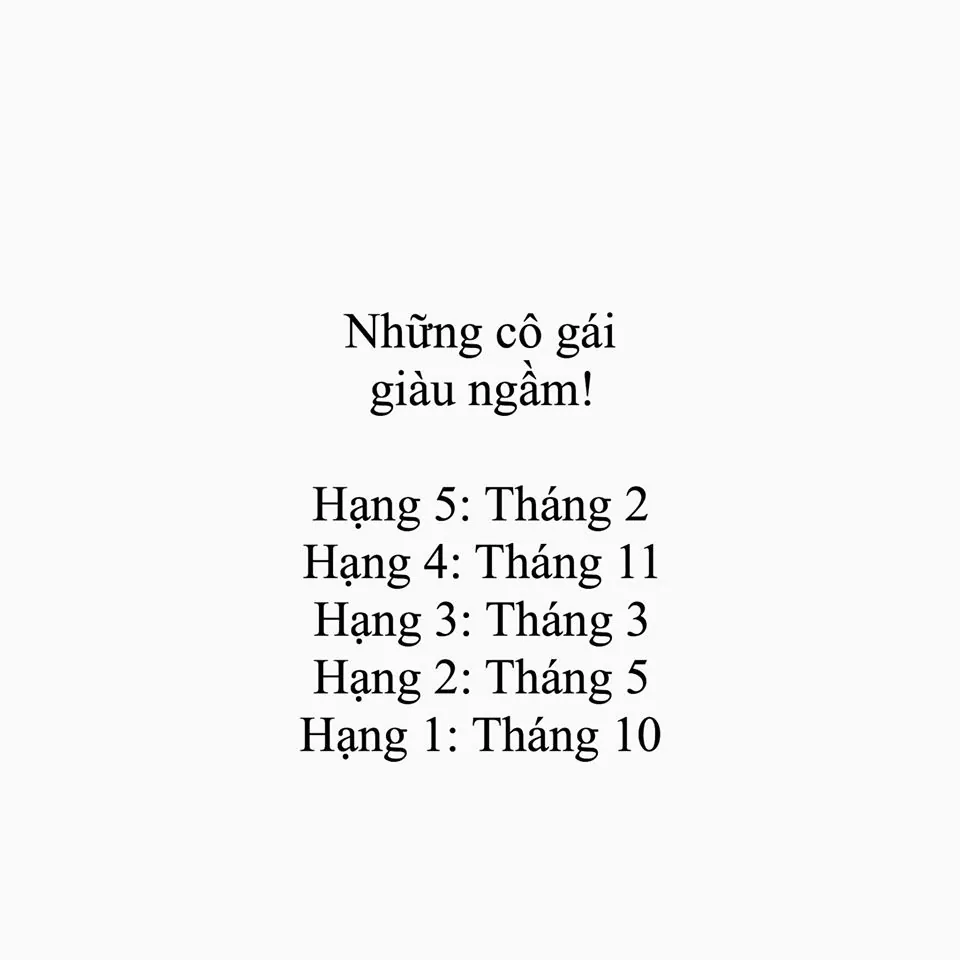 Những cô gái
giàu ngầm!
Hạng 5: Tháng 2
Hạng 4: Tháng 11
Hạng 3: Tháng 3
Hạng 2: Tháng 5
Hạng 1: Tháng 10